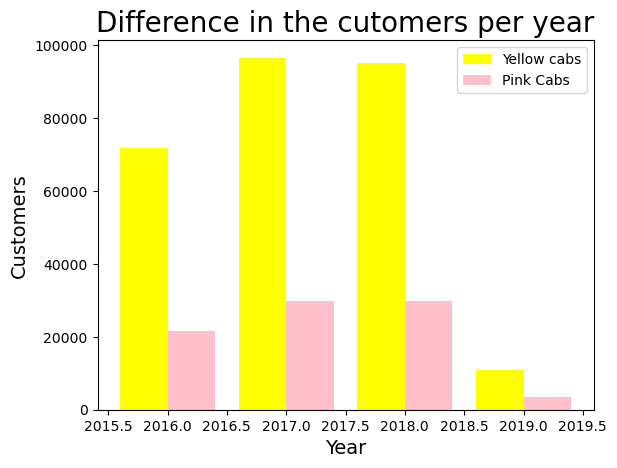 Difference in the cutomers per year
Yellow cabs
Pink Cabs
100000
80000
60000
40000
20000
0
Customers
2015.5 2016.0 2016.5 2017.0 2017.5 2018.0 2018.5 2019.0 2019.5
Year